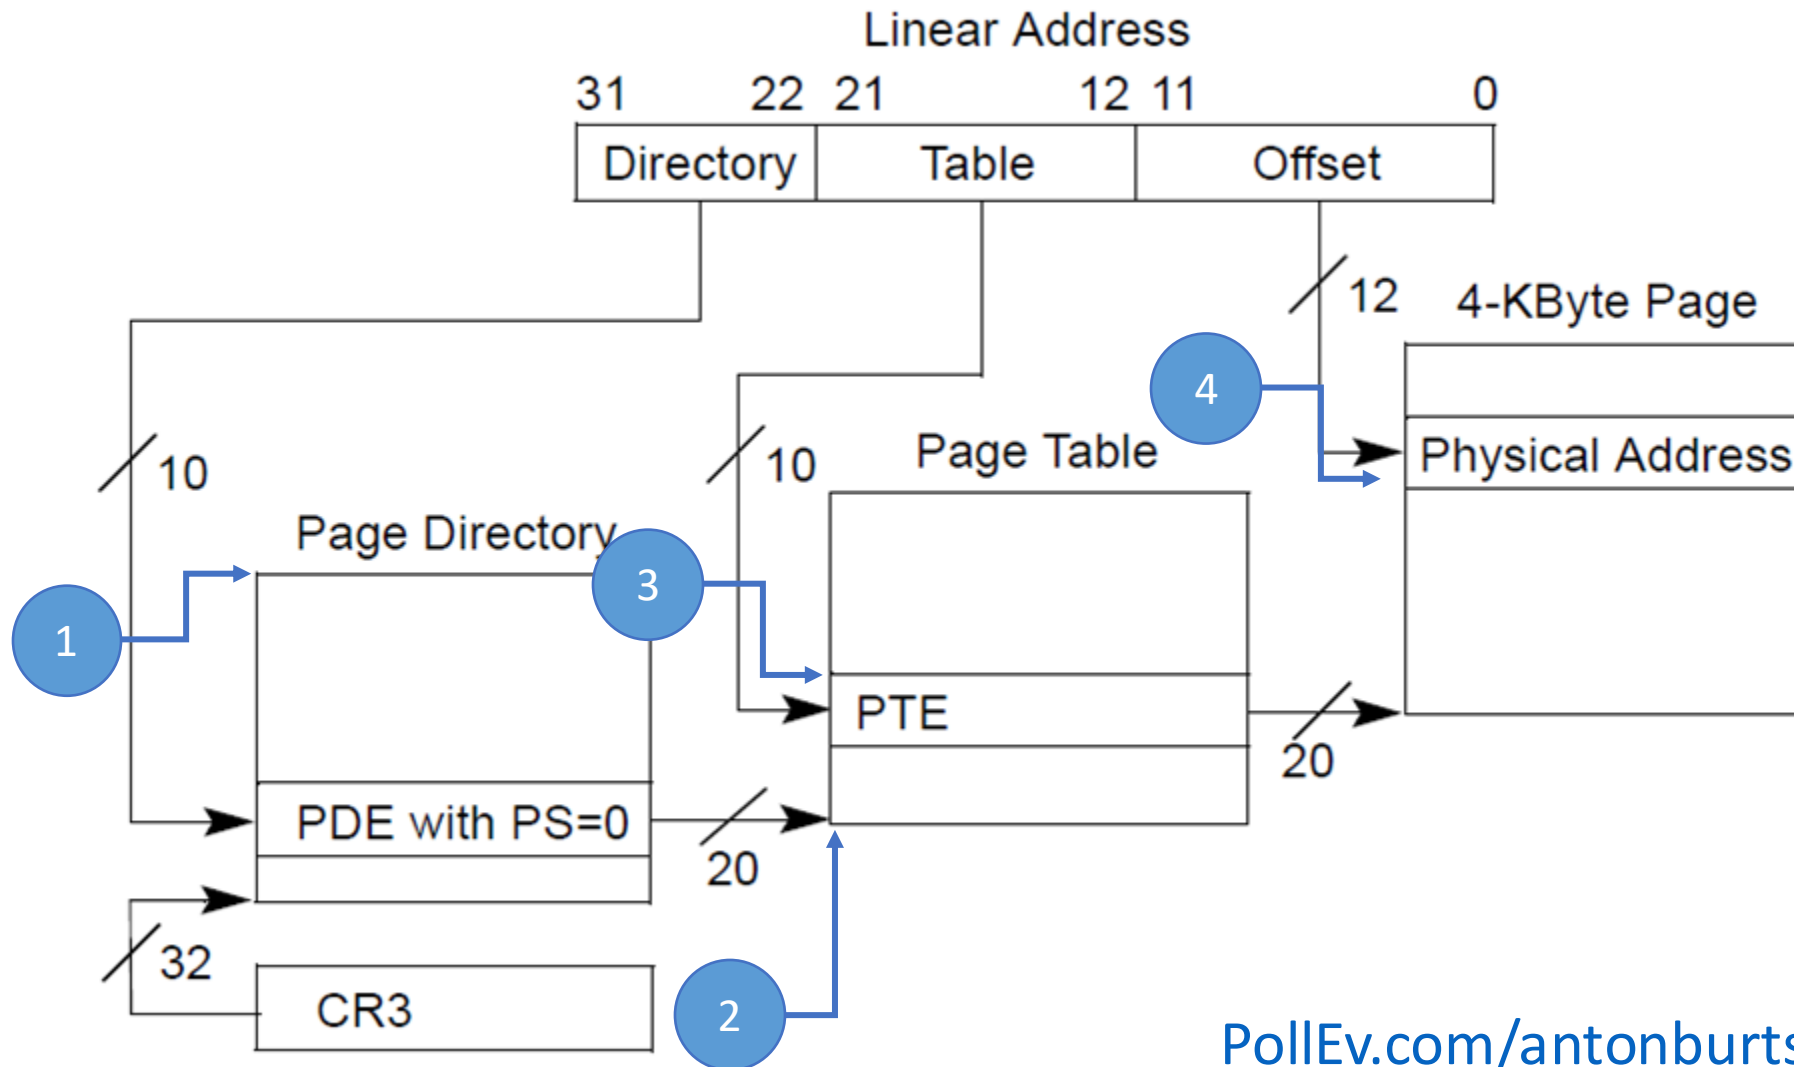 Linear Address
31 22 21 12 11 0
Directory Table Offset
12
4-KByte Page
4
10
10
Page Table
Physical Address
Page Directory
3
1
PTE
20
PDE with PS=0
20
32
CR3
2
PollEv.com/antonburts